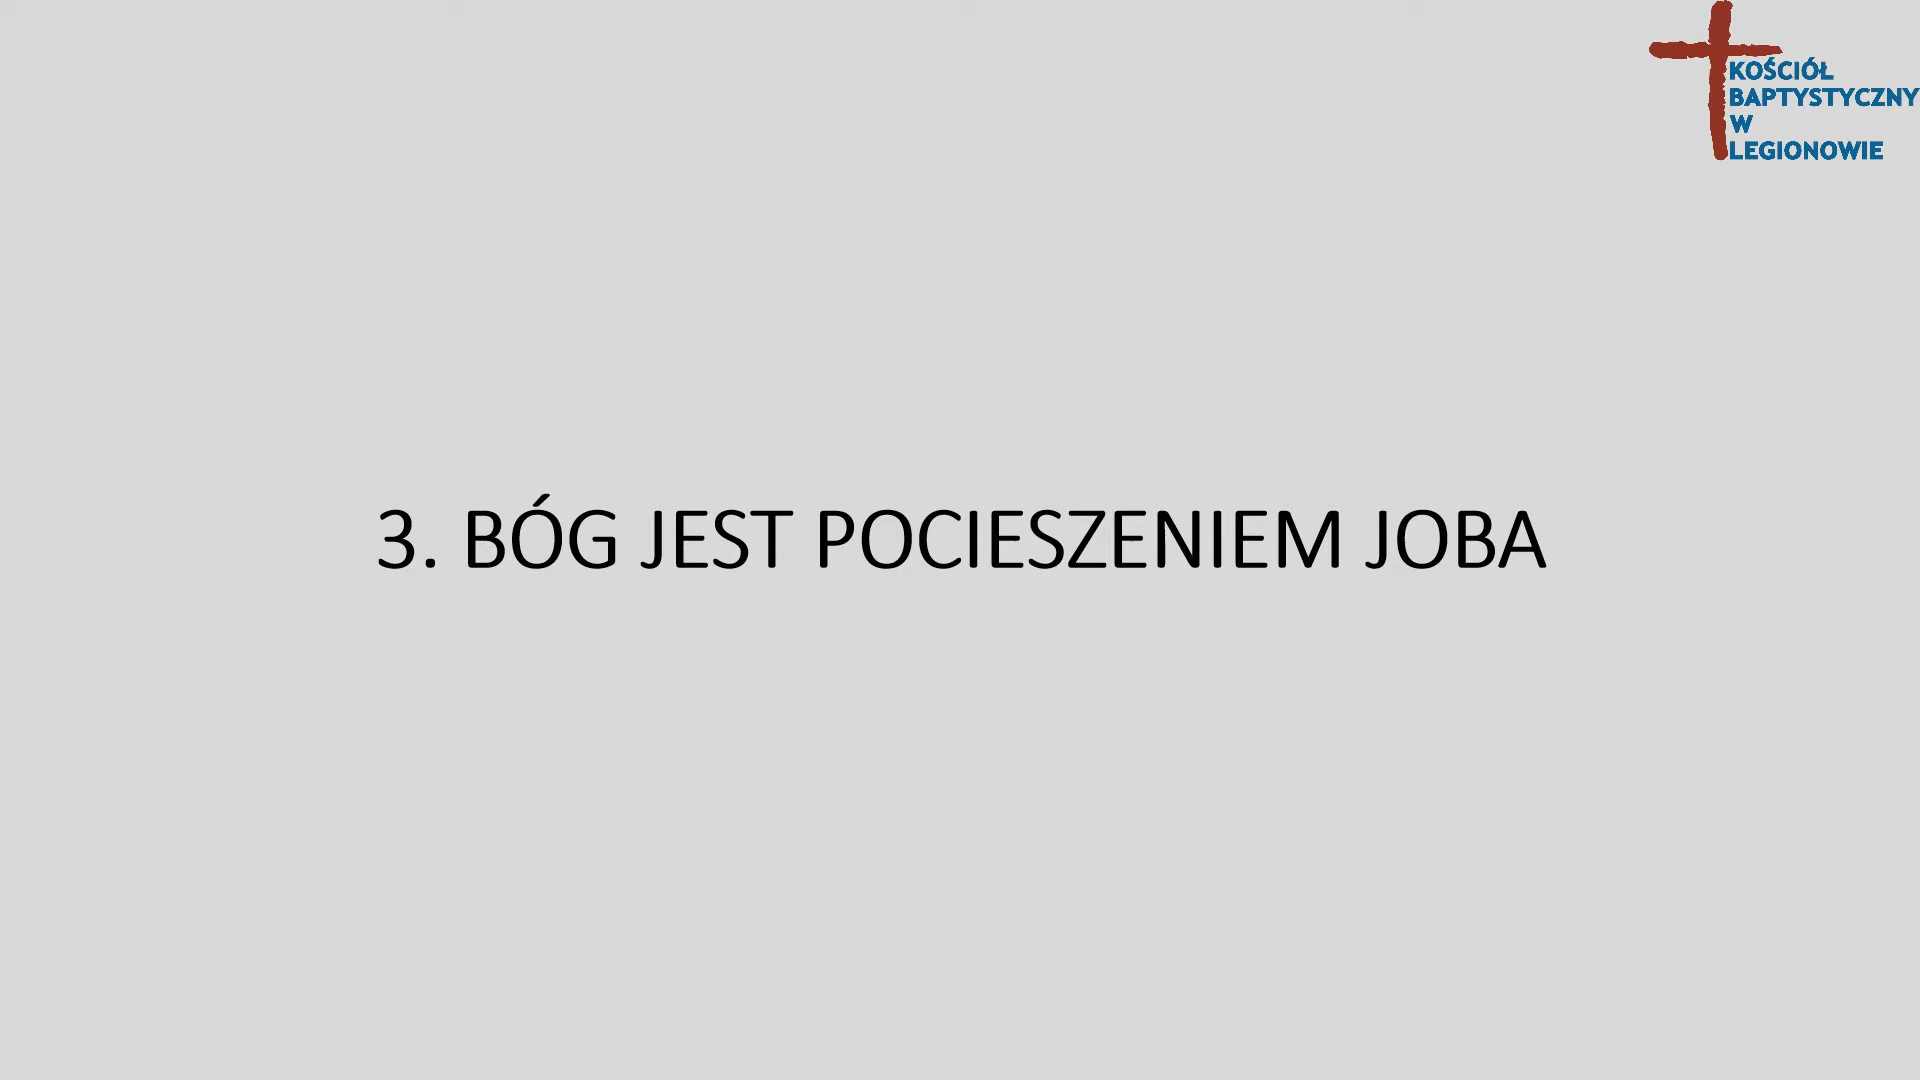 KOŚCIÓŁ
BAPTYSTYCZNY
W
LEGIONOWIE
3. BÓG JEST POCIESZENIEM JOBA